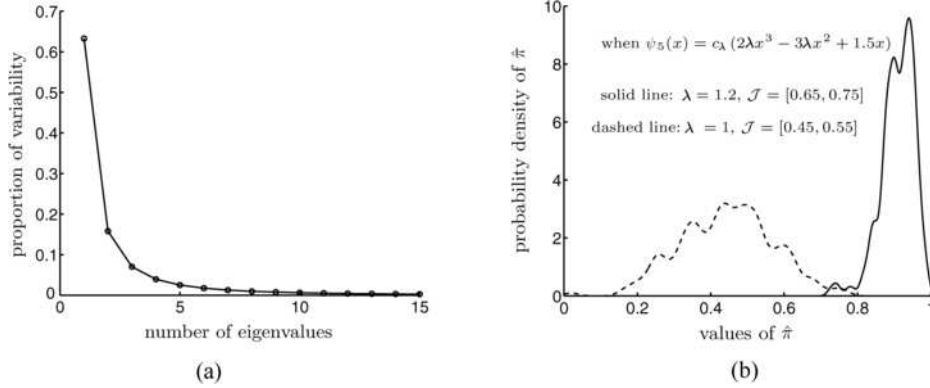 0.7
0.6
0.5
0.4
0.3
0.2
0.1
0
proportion of variability
0 5 10 15
number of eigenvalues
(a)
10
8
6
4
2
0
probability density of π̂
when ψ₅(x) = c_λ (2λx³ − 3λx² + 1.5x)
solid line: λ = 1.2, 𝒥 = [0.65, 0.75]
dashed line: λ = 1, 𝒥 = [0.45, 0.55]
0 0.2 0.4 0.6 0.8 1
values of π̂
(b)